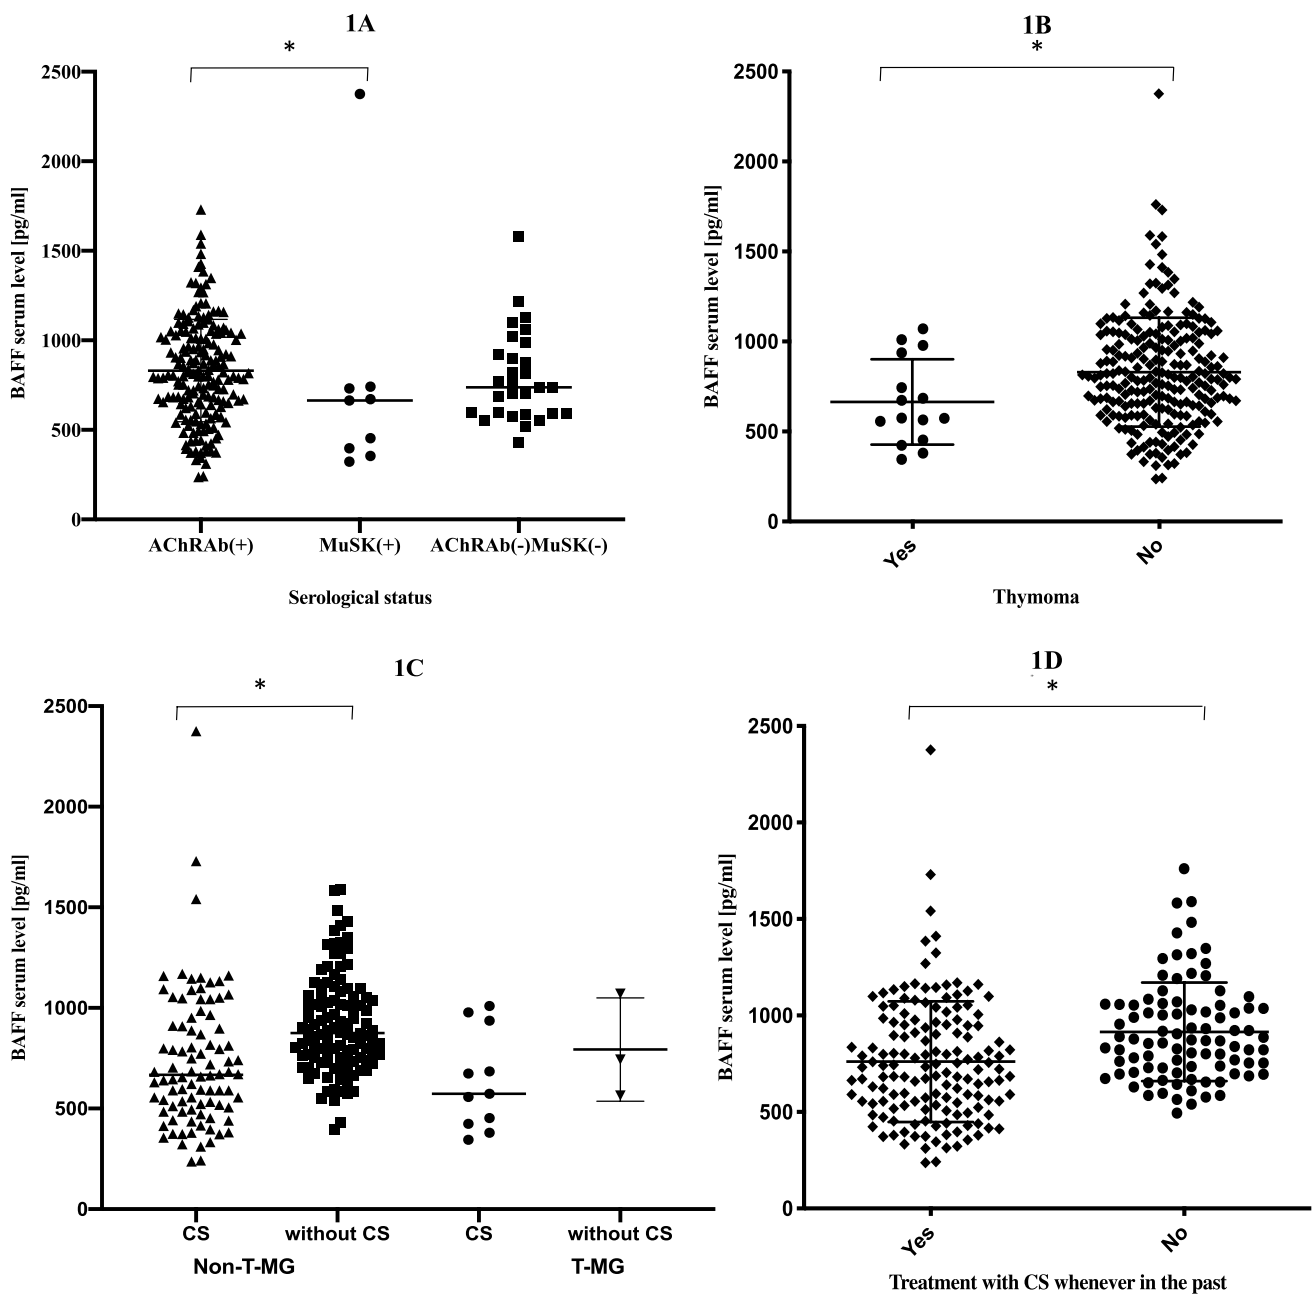 1A
*
2500
2000
1500
1000
500
0
BAFF serum level [pg/ml]
AChRAb(+) MuSK(+) AChRAb(-)MuSK(-)
Serological status
1B
*
2500
2000
1500
1000
500
0
BAFF serum level [pg/ml]
Yes No
Thymoma
1C
*
2500
2000
1500
1000
500
0
BAFF serum level [pg/ml]
CS without CS CS without CS
Non-T-MG T-MG
1D
*
2500
2000
1500
1000
500
0
BAFF serum level [pg/ml]
Yes No
Treatment with CS whenever in the past